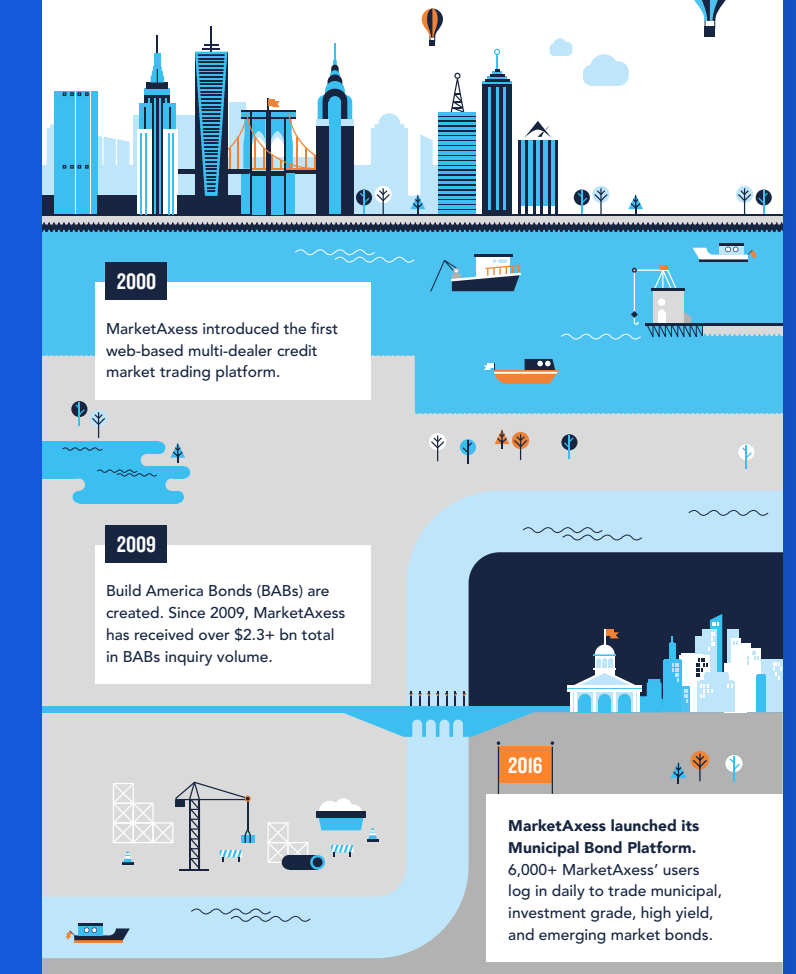 2000
MarketAxess introduced the first
web-based multi-dealer credit
market trading platform.
2009
Build America Bonds (BABs) are
created. Since 2009, MarketAxess
has received over $2.3+ bn total
in BABs inquiry volume.
2016
MarketAxess launched its
Municipal Bond Platform.
6,000+ MarketAxess’ users
log in daily to trade municipal,
investment grade, high yield,
and emerging market bonds.